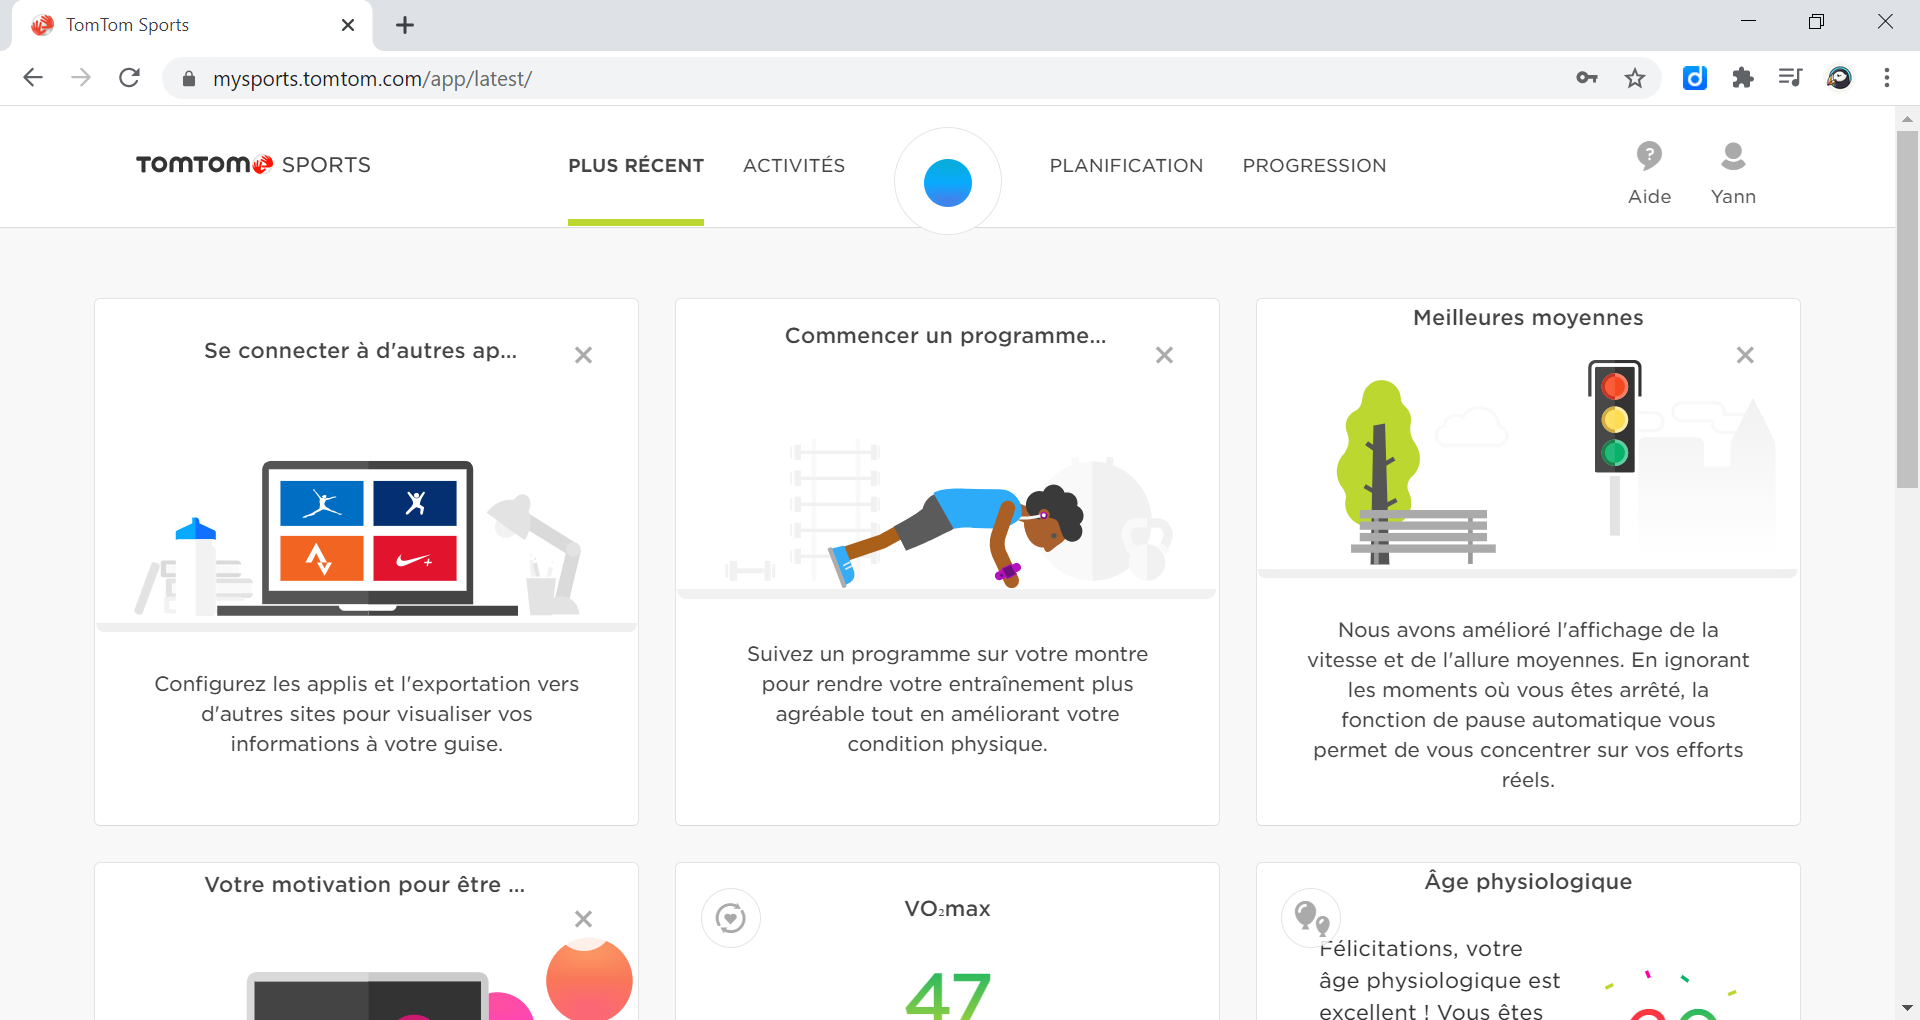 TomTom Sports
mysports.tomtom.com/app/latest/
TOMTOM SPORTS
PLUS RÉCENT
ACTIVITÉS
PLANIFICATION
PROGRESSION
? Aide
Yann
Se connecter à d'autres ap...
Configurez les applis et l'exportation vers
d'autres sites pour visualiser vos
informations à votre guise.
Commencer un programme...
Suivez un programme sur votre montre
pour rendre votre entraînement plus
agréable tout en améliorant votre
condition physique.
Meilleures moyennes
Nous avons amélioré l'affichage de la
vitesse et de l'allure moyennes. En ignorant
les moments où vous êtes arrêté, la
fonction de pause automatique vous
permet de vous concentrer sur vos efforts
réels.
Votre motivation pour être ...
VO₂max
47
Âge physiologique
Félicitations, votre
âge physiologique est
excellent ! Vous êtes